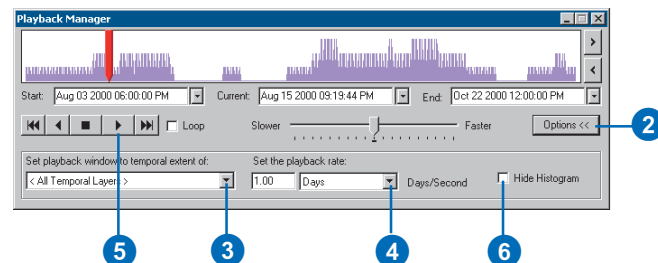 Playback Manager
Start: Aug 03 2000 06:00:00 PM Current: Aug 15 2000 09:19:44 PM End: Oct 22 2000 12:00:00 PM
Loop Slower Faster Options <<
2
Set playback window to temporal extent of: Set the playback rate:
< All Temporal Layers > 1.00 Days Days/Second Hide Histogram
5 3 4 6